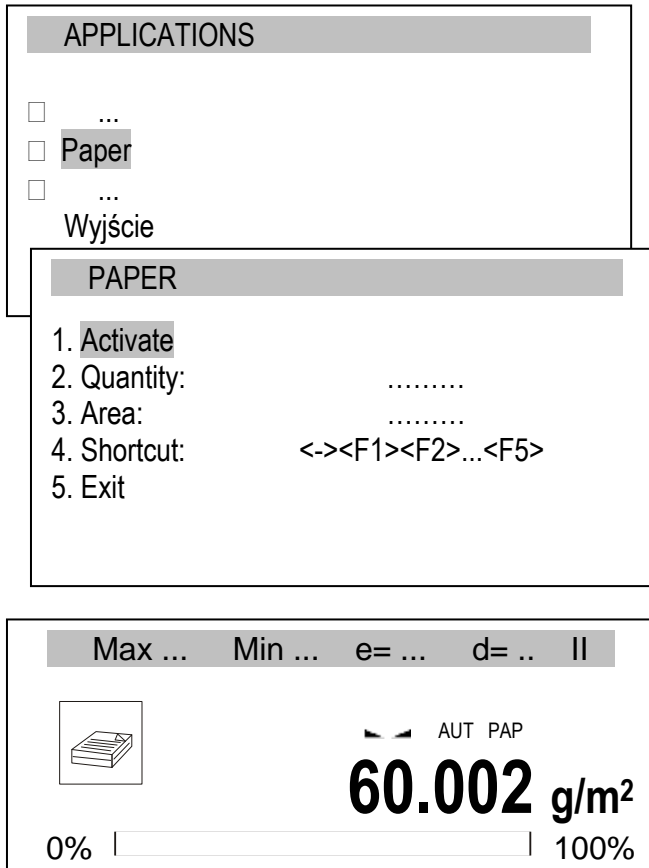 APPLICATIONS
...
Paper
...
Wyjście
PAPER
1. Activate
2. Quantity: .........
3. Area: .........
4. Shortcut: <-><F1><F2>...<F5>
5. Exit
Max ... Min ... e= ... d= .. II
AUT PAP
60.002 g/m²
0% 100%